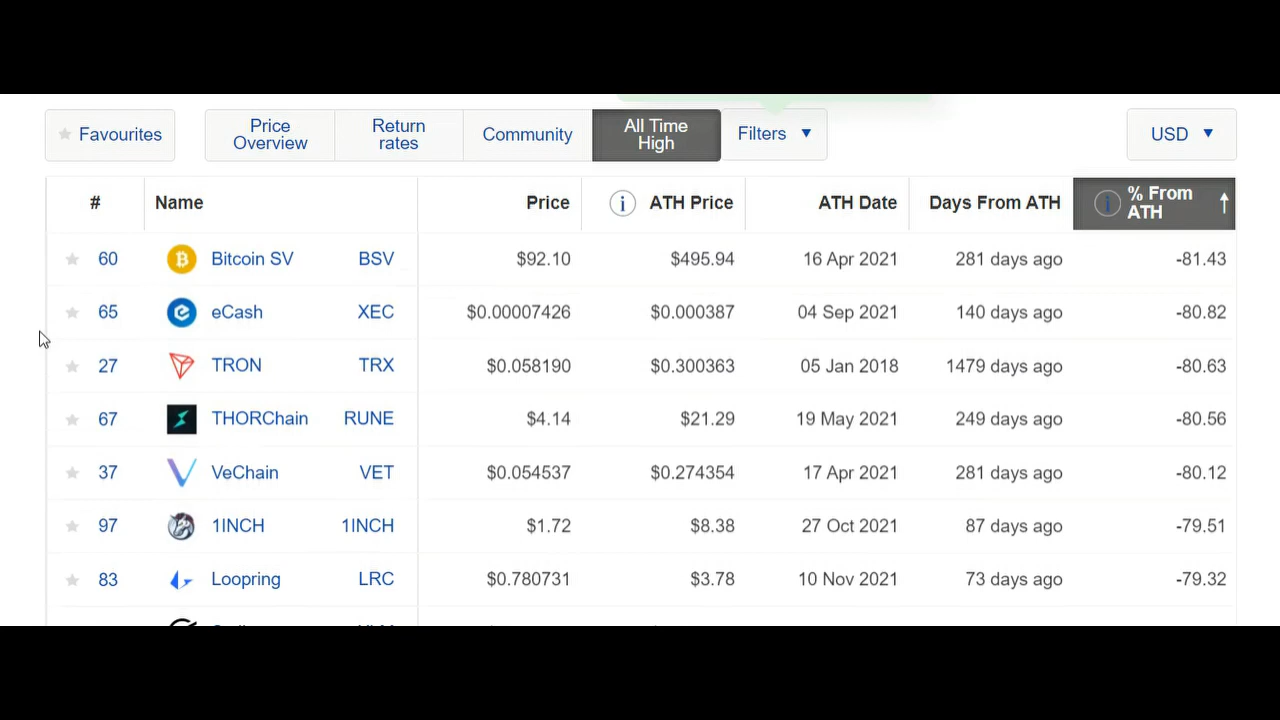 Favourites Price Overview Return rates Community All Time High Filters USD
# Name Price ATH Price ATH Date Days From ATH % From ATH
60 Bitcoin SV BSV $92.10 $495.94 16 Apr 2021 281 days ago -81.43
65 eCash XEC $0.00007426 $0.000387 04 Sep 2021 140 days ago -80.82
27 TRON TRX $0.058190 $0.300363 05 Jan 2018 1479 days ago -80.63
67 THORChain RUNE $4.14 $21.29 19 May 2021 249 days ago -80.56
37 VeChain VET $0.054537 $0.274354 17 Apr 2021 281 days ago -80.12
97 1INCH 1INCH $1.72 $8.38 27 Oct 2021 87 days ago -79.51
83 Loopring LRC $0.780731 $3.78 10 Nov 2021 73 days ago -79.32